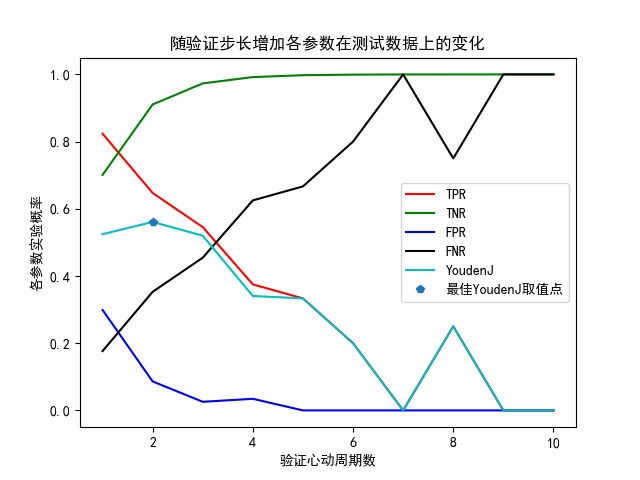 随验证步长增加各参数在测试数据上的变化
各参数实验概率
1.0
0.8
0.6
0.4
0.2
0.0
TPR
TNR
FPR
FNR
YoudenJ
最佳YoudenJ取值点
2
4
6
8
10
验证心动周期数